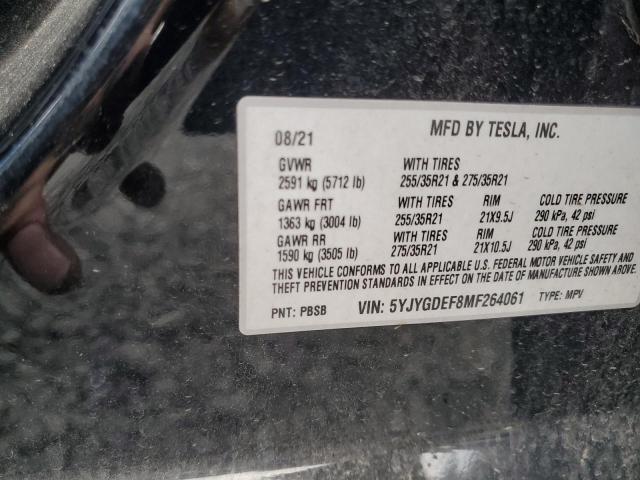 08/21 MFD BY TESLA, INC.
GVWR WITH TIRES
2591 kg (5712 lb) 255/35R21 & 275/35R21
GAWR FRT WITH TIRES RIM COLD TIRE PRESSURE
1363 kg (3004 lb) 255/35R21 21X9.5J 290 kPa, 42 psi
GAWR RR WITH TIRES RIM COLD TIRE PRESSURE
1590 kg (3505 lb) 275/35R21 21X10.5J 290 kPa, 42 psi
THIS VEHICLE CONFORMS TO ALL APPLICABLE U.S. FEDERAL MOTOR VEHICLE SAFETY AND
THEFT PREVENTION STANDARDS IN EFFECT ON THE DATE OF MANUFACTURE SHOWN ABOVE.
PNT: PBSB VIN: 5YJYGDEF8MF264061 TYPE: MPV